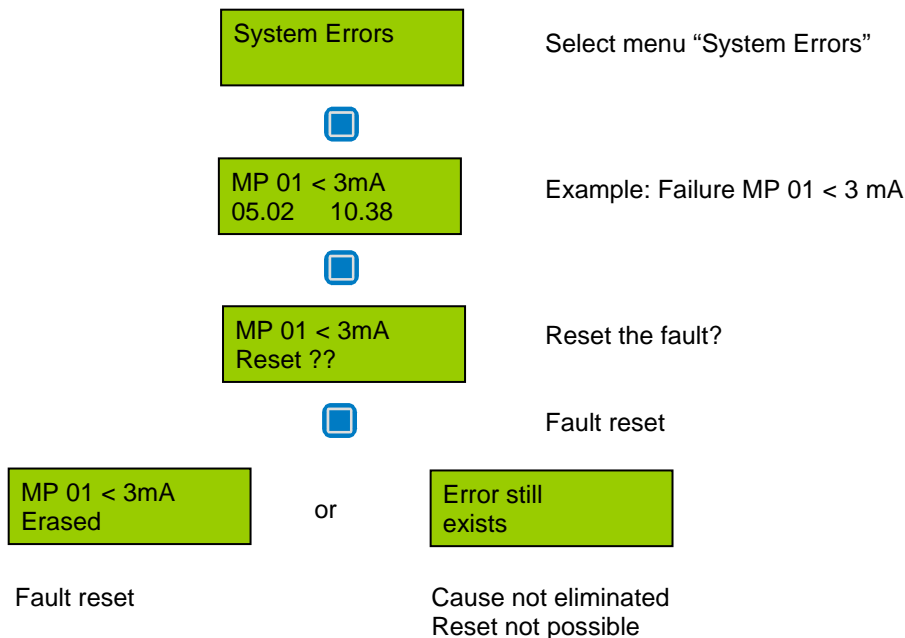 System Errors
Select menu “System Errors”
MP 01 < 3mA
05.02 10.38
Example: Failure MP 01 < 3 mA
MP 01 < 3mA
Reset ??
Reset the fault?
Fault reset
MP 01 < 3mA
Erased
or
Error still
exists
Fault reset
Cause not eliminated
Reset not possible